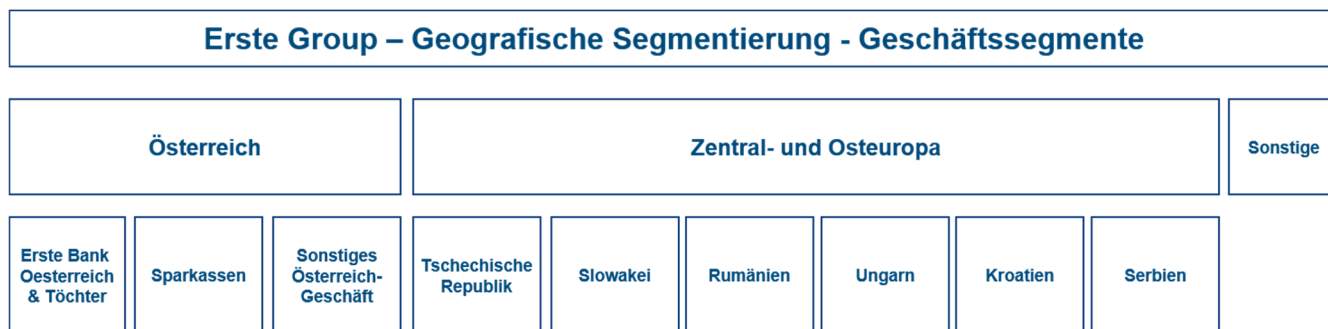 Erste Group – Geografische Segmentierung - Geschäftssegmente
Österreich
Zentral- und Osteuropa
Sonstige
Erste Bank
Oesterreich
& Töchter
Sparkassen
Sonstiges
Österreich-
Geschäft
Tschechische
Republik
Slowakei
Rumänien
Ungarn
Kroatien
Serbien